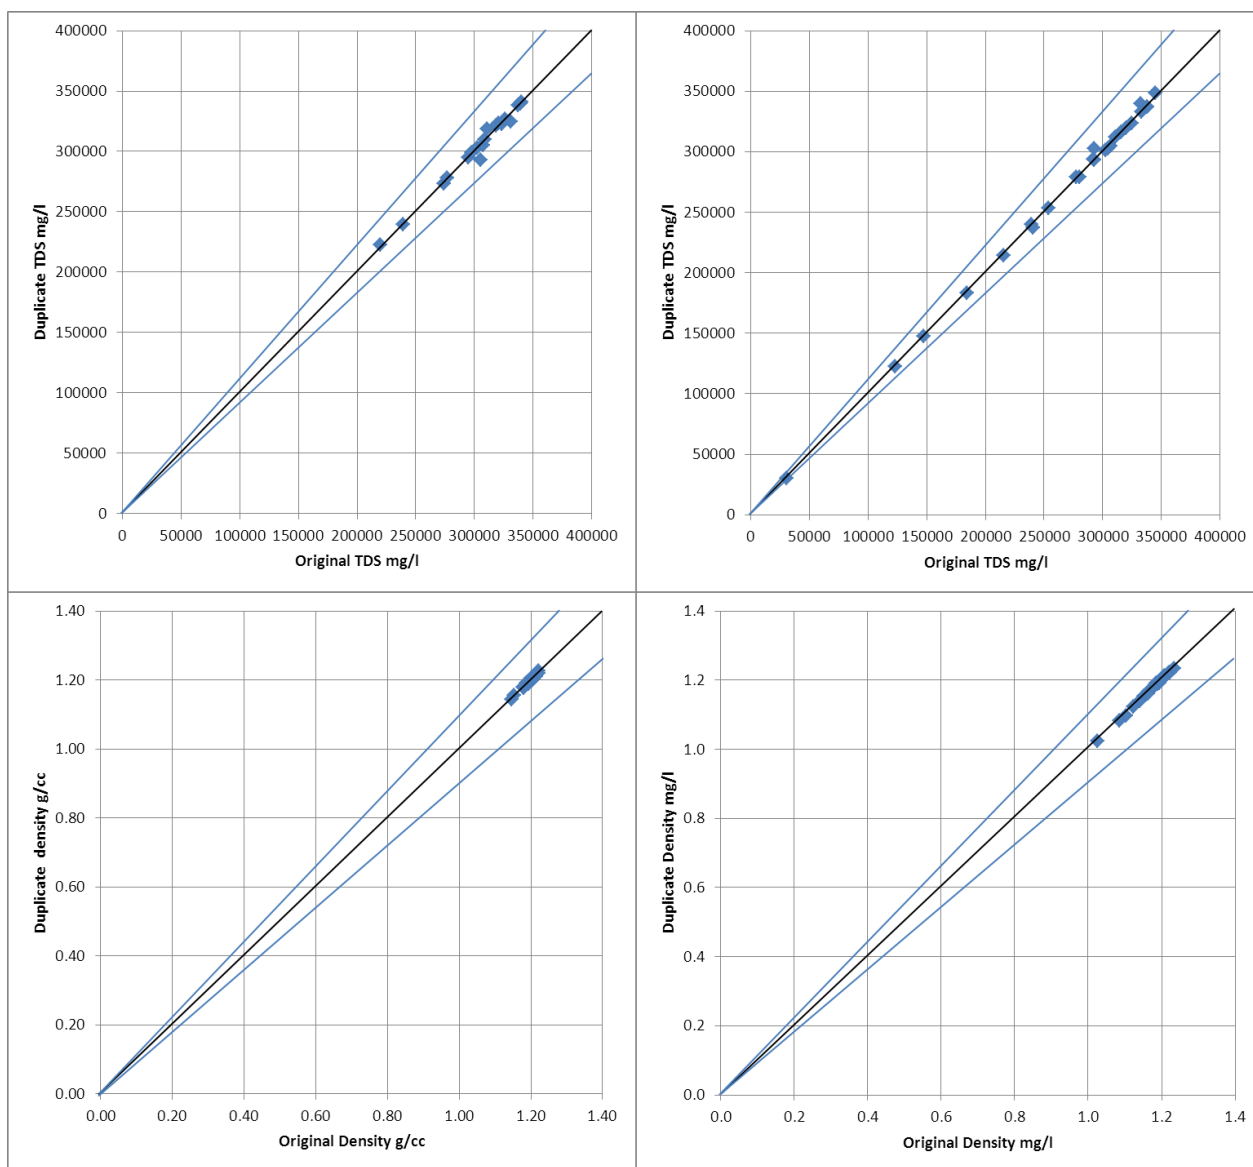 400000
350000
300000
250000
200000
150000
100000
50000
0
Duplicate TDS mg/l
0 50000 100000 150000 200000 250000 300000 350000 400000
Original TDS mg/l
400000
350000
300000
250000
200000
150000
100000
50000
0
Duplicate TDS mg/l
0 50000 100000 150000 200000 250000 300000 350000 400000
Original TDS mg/l
1.40
1.20
1.00
0.80
0.60
0.40
0.20
0.00
Duplicate density g/cc
0.00 0.20 0.40 0.60 0.80 1.00 1.20 1.40
Original Density g/cc
1.4
1.2
1.0
0.8
0.6
0.4
0.2
0.0
Duplicate Density mg/l
0.0 0.2 0.4 0.6 0.8 1.0 1.2 1.4
Original Density mg/l